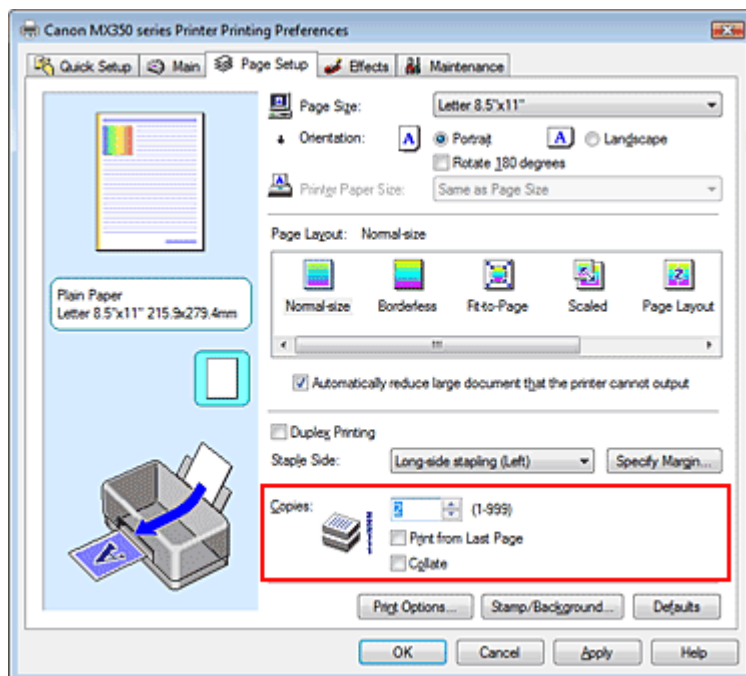 Canon MX350 series Printer Printing Preferences
Quick Setup Main Page Setup Effects Maintenance
Page Size: Letter 8.5"x11"
Orientation: A Portrait A Landscape
Rotate 180 degrees
Printer Paper Size: Same as Page Size
Page Layout: Normal-size
Normal-size Borderless Fit-to-Page Scaled Page Layout
Plain Paper
Letter 8.5"x11" 215.9x279.4mm
Automatically reduce large document that the printer cannot output
Duplex Printing
Staple Side: Long-side stapling (Left) Specify Margin...
Copies: 2 (1-999)
Print from Last Page
Collate
Print Options... Stamp/Background... Defaults
OK Cancel Apply Help